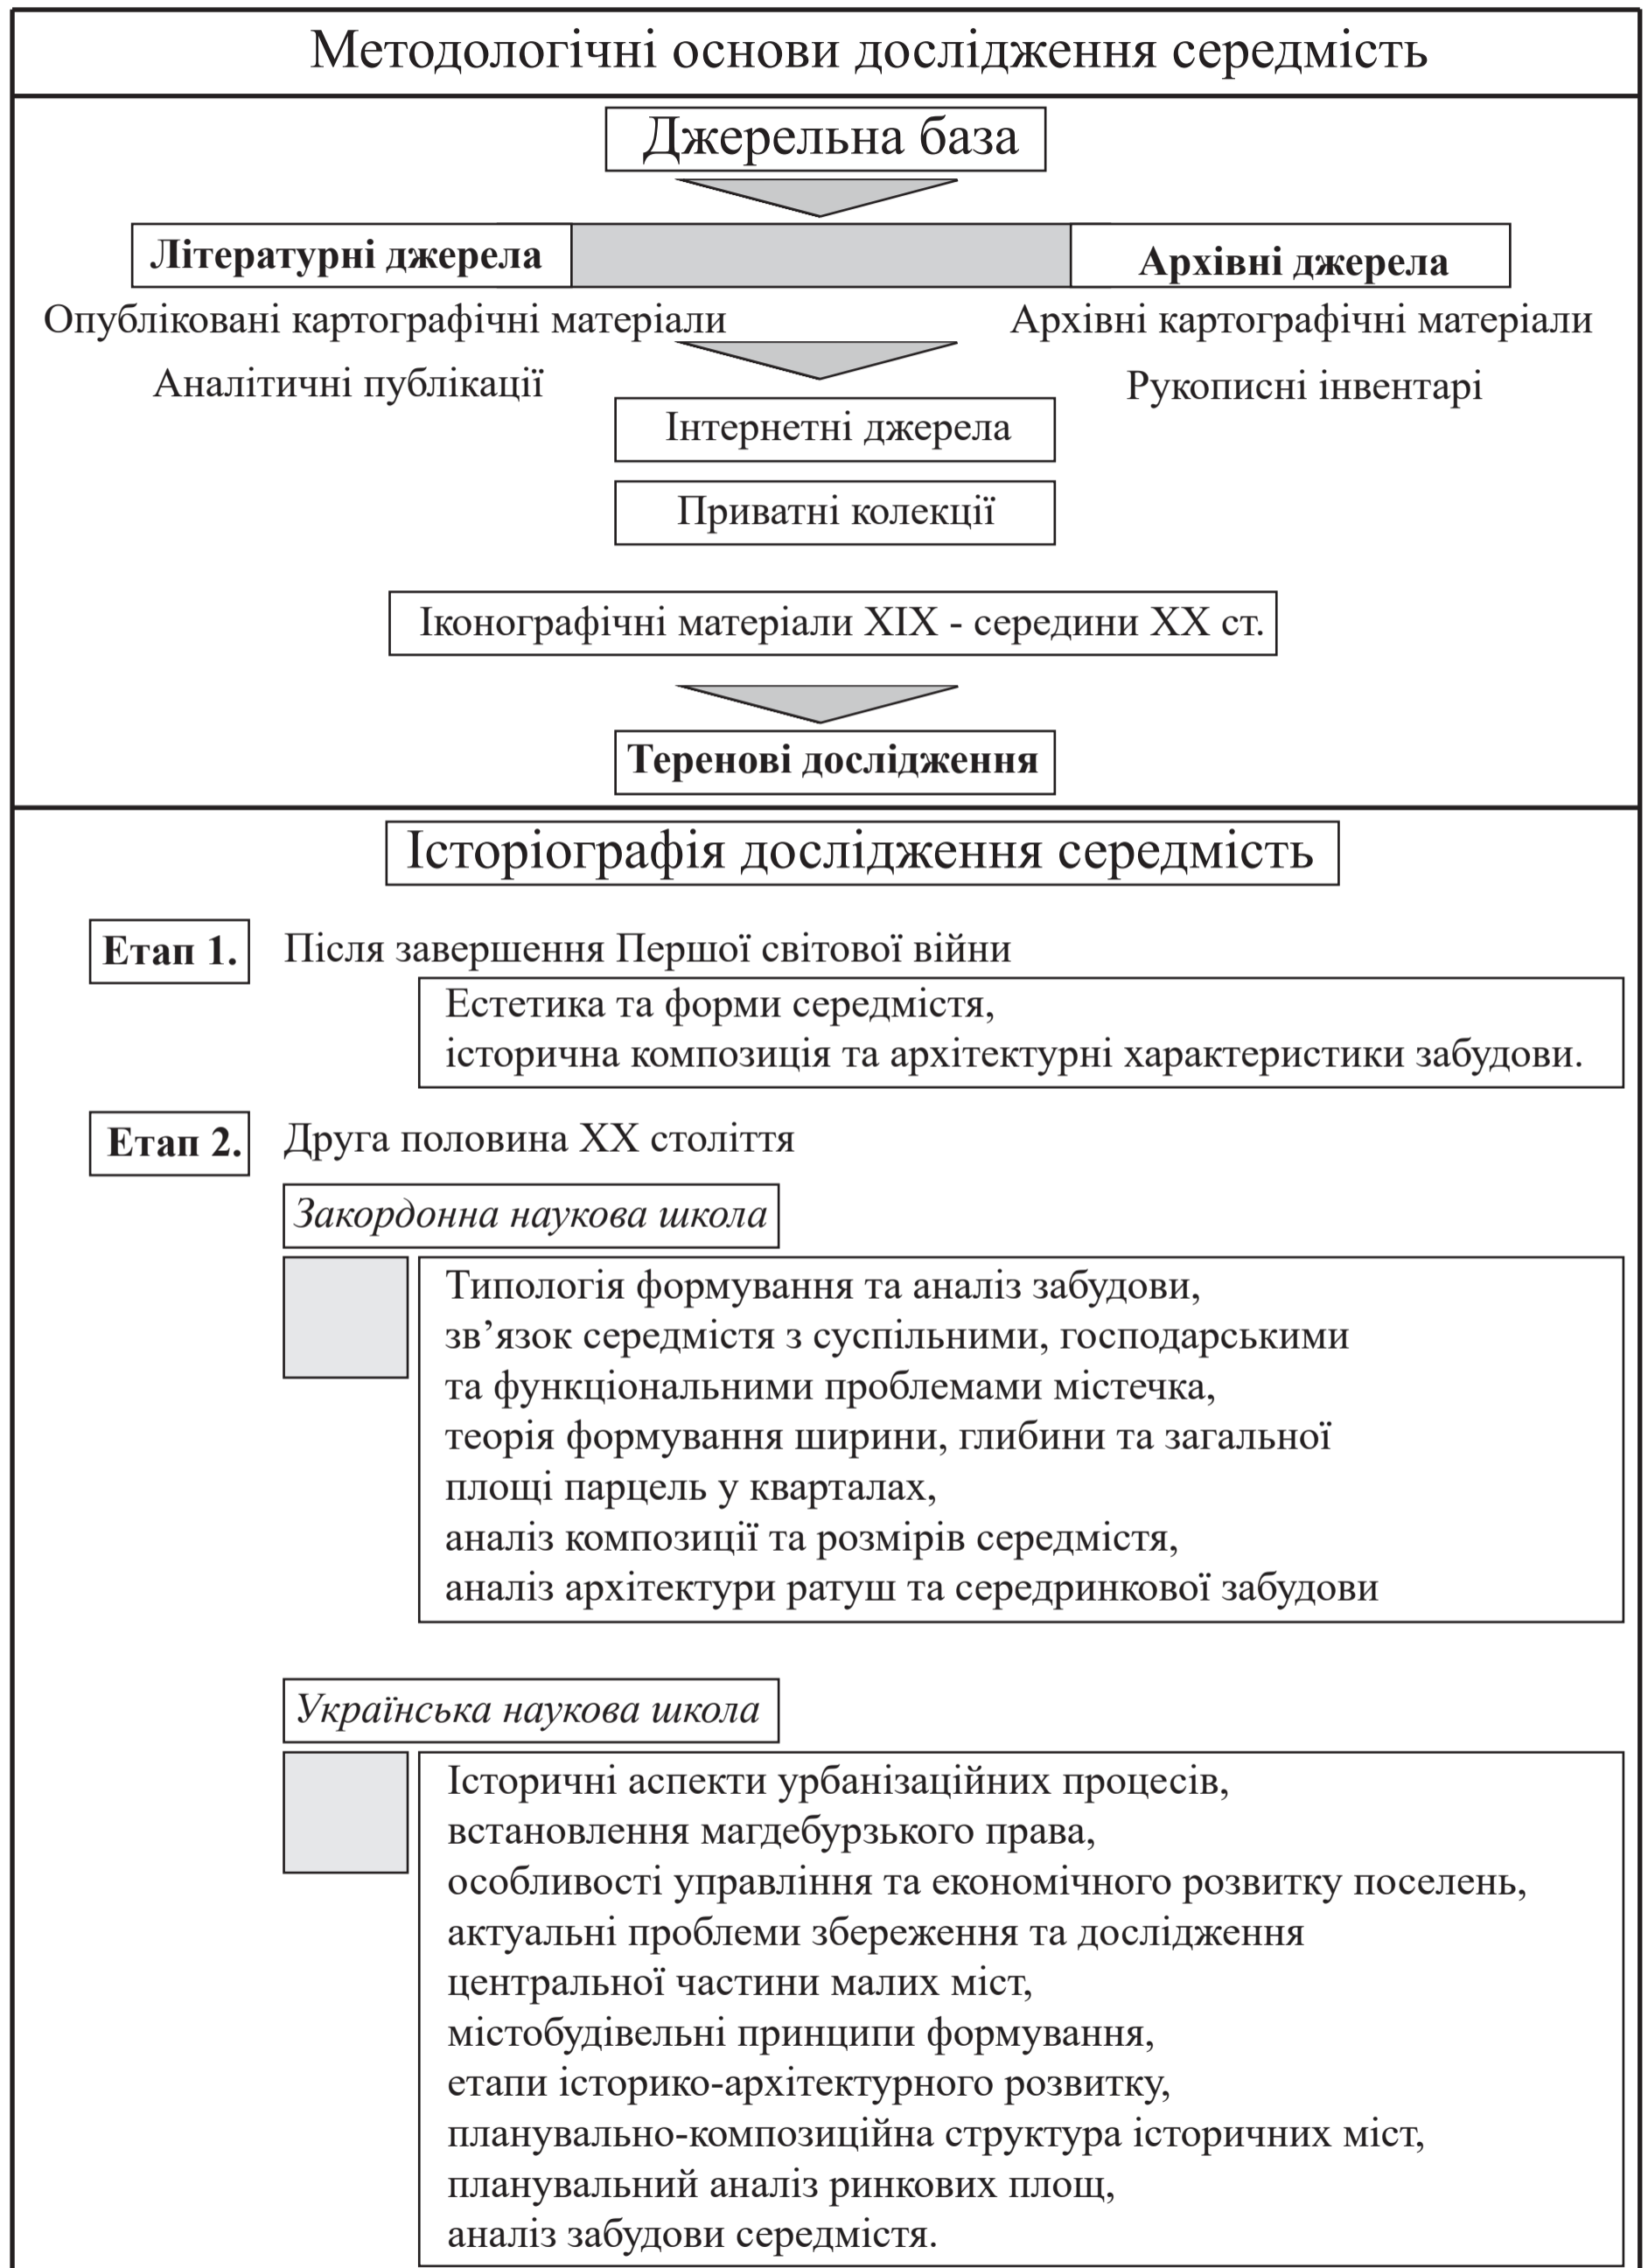 Методологічні основи дослідження середмість
Джерельна база
Літературні джерела
Архівні джерела
Опубліковані картографічні матеріали
Архівні картографічні матеріали
Аналітичні публікації
Рукописні інвентарі
Інтернетні джерела
Приватні колекції
Іконографічні матеріали XIX - середини XX ст.
Теренові дослідження
Історіографія дослідження середмість
Етап 1.
Після завершення Першої світової війни
Естетика та форми середмістя,
історична композиція та архітектурні характеристики забудови.
Етап 2.
Друга половина XX століття
Закордонна наукова школа
Типологія формування та аналіз забудови,
зв’язок середмістя з суспільними, господарськими
та функціональними проблемами містечка,
теорія формування ширини, глибини та загальної
площі парцель у кварталах,
аналіз композиції та розмірів середмістя,
аналіз архітектури ратуш та середринкової забудови
Українська наукова школа
Історичні аспекти урбанізаційних процесів,
встановлення магдебурзького права,
особливості управління та економічного розвитку поселень,
актуальні проблеми збереження та дослідження
центральної частини малих міст,
містобудівельні принципи формування,
етапи історико-архітектурного розвитку,
планувально-композиційна структура історичних міст,
планувальний аналіз ринкових площ,
аналіз забудови середмістя.